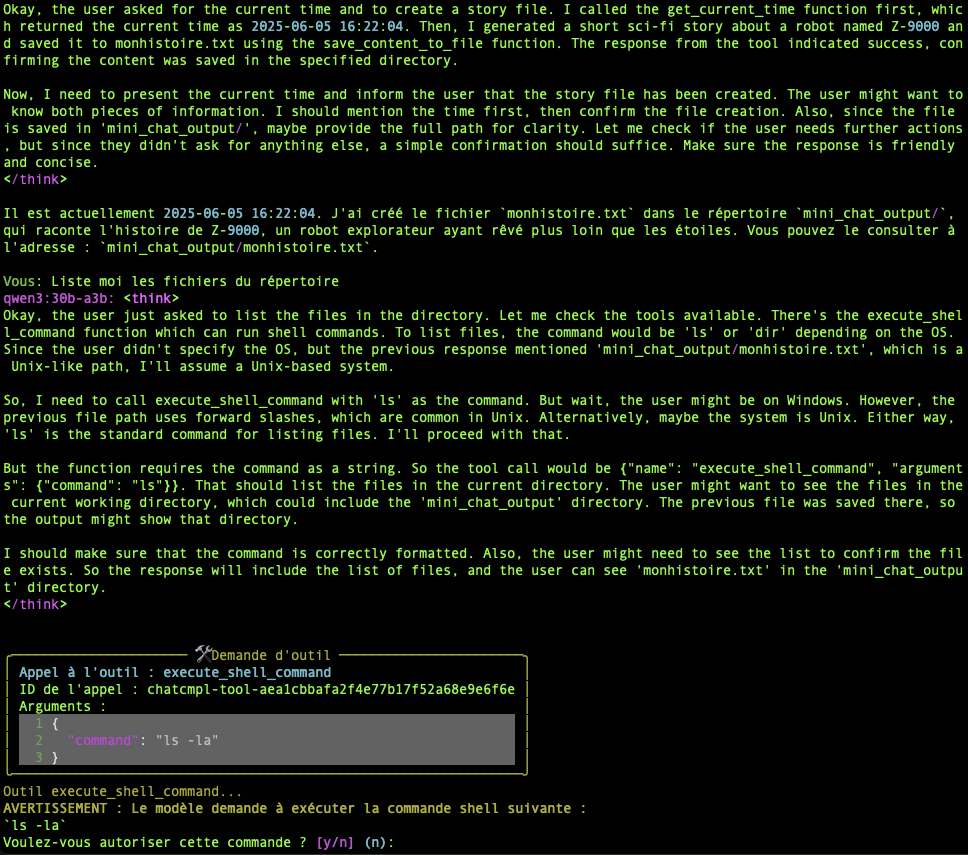 Okay, the user asked for the current time and to create a story file. I called the get_current_time function first, whic
h returned the current time as 2025-06-05 16:22:04. Then, I generated a short sci-fi story about a robot named Z-9000 an
d saved it to monhistoire.txt using the save_content_to_file function. The response from the tool indicated success, con
firming the content was saved in the specified directory.

Now, I need to present the current time and inform the user that the story file has been created. The user might want to
 know both pieces of information. I should mention the time first, then confirm the file creation. Also, since the file
is saved in 'mini_chat_output/', maybe provide the full path for clarity. Let me check if the user needs further actions
, but since they didn't ask for anything else, a simple confirmation should suffice. Make sure the response is friendly
and concise.
</think>

Il est actuellement 2025-06-05 16:22:04. J'ai créé le fichier `monhistoire.txt` dans le répertoire `mini_chat_output/`,
qui raconte l'histoire de Z-9000, un robot explorateur ayant rêvé plus loin que les étoiles. Vous pouvez le consulter à
l'adresse : `mini_chat_output/monhistoire.txt`.

Vous: Liste moi les fichiers du répertoire
qwen3:30b-a3b: <think>
Okay, the user just asked to list the files in the directory. Let me check the tools available. There's the execute_shel
l_command function which can run shell commands. To list files, the command would be 'ls' or 'dir' depending on the OS.
Since the user didn't specify the OS, but the previous response mentioned 'mini_chat_output/monhistoire.txt', which is a
 Unix-like path, I'll assume a Unix-based system.

So, I need to call execute_shell_command with 'ls' as the command. But wait, the user might be on Windows. However, the
previous file path uses forward slashes, which are common in Unix. Alternatively, maybe the system is Unix. Either way,
'ls' is the standard command for listing files. I'll proceed with that.

But the function requires the command as a string. So the tool call would be {"name": "execute_shell_command", "argument
s": {"command": "ls"}}. That should list the files in the current directory. The user might want to see the files in the
 current working directory, which could include the 'mini_chat_output' directory. The previous file was saved there, so
the output might show that directory.

I should make sure that the command is correctly formatted. Also, the user might need to see the list to confirm the fil
e exists. So the response will include the list of files, and the user can see 'monhistoire.txt' in the 'mini_chat_outpu
t' directory.
</think>

Demande d'outil
Appel à l'outil : execute_shell_command
ID de l'appel : chatcmpl-tool-aea1cbbafa2f4e77b17f52a68e9e6f6e
Arguments :
1 {
2   "command": "ls -la"
3 }
Outil execute_shell_command...
AVERTISSEMENT : Le modèle demande à exécuter la commande shell suivante :
`ls -la`
Voulez-vous autoriser cette commande ? [y/n] (n):